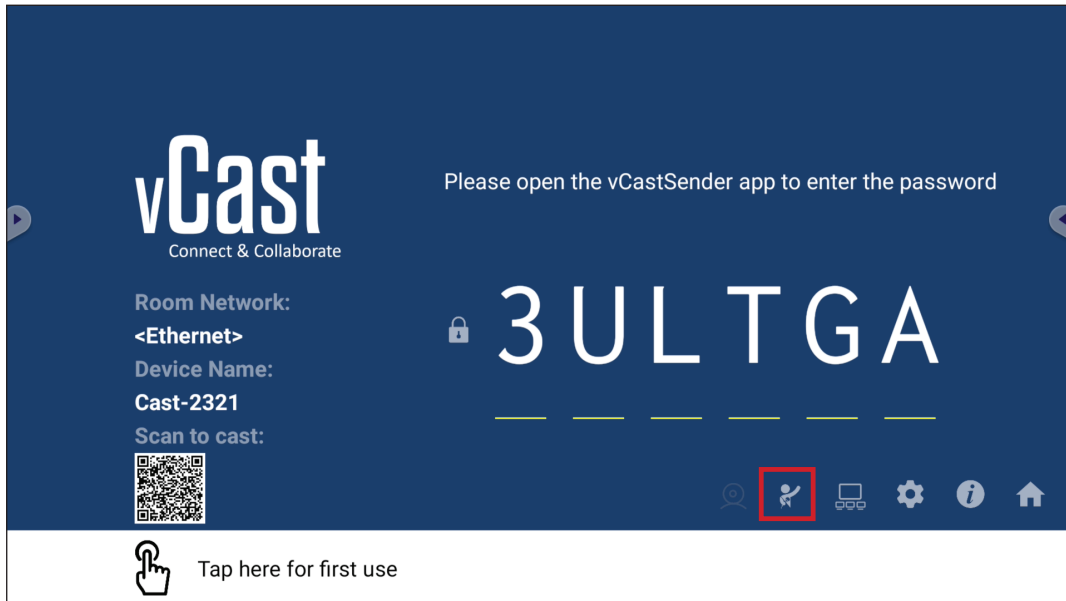 vCast
Connect & Collaborate
Please open the vCastSender app to enter the password
Room Network:
<Ethernet>
Device Name:
Cast-2321
Scan to cast:
3ULTGA
Tap here for first use